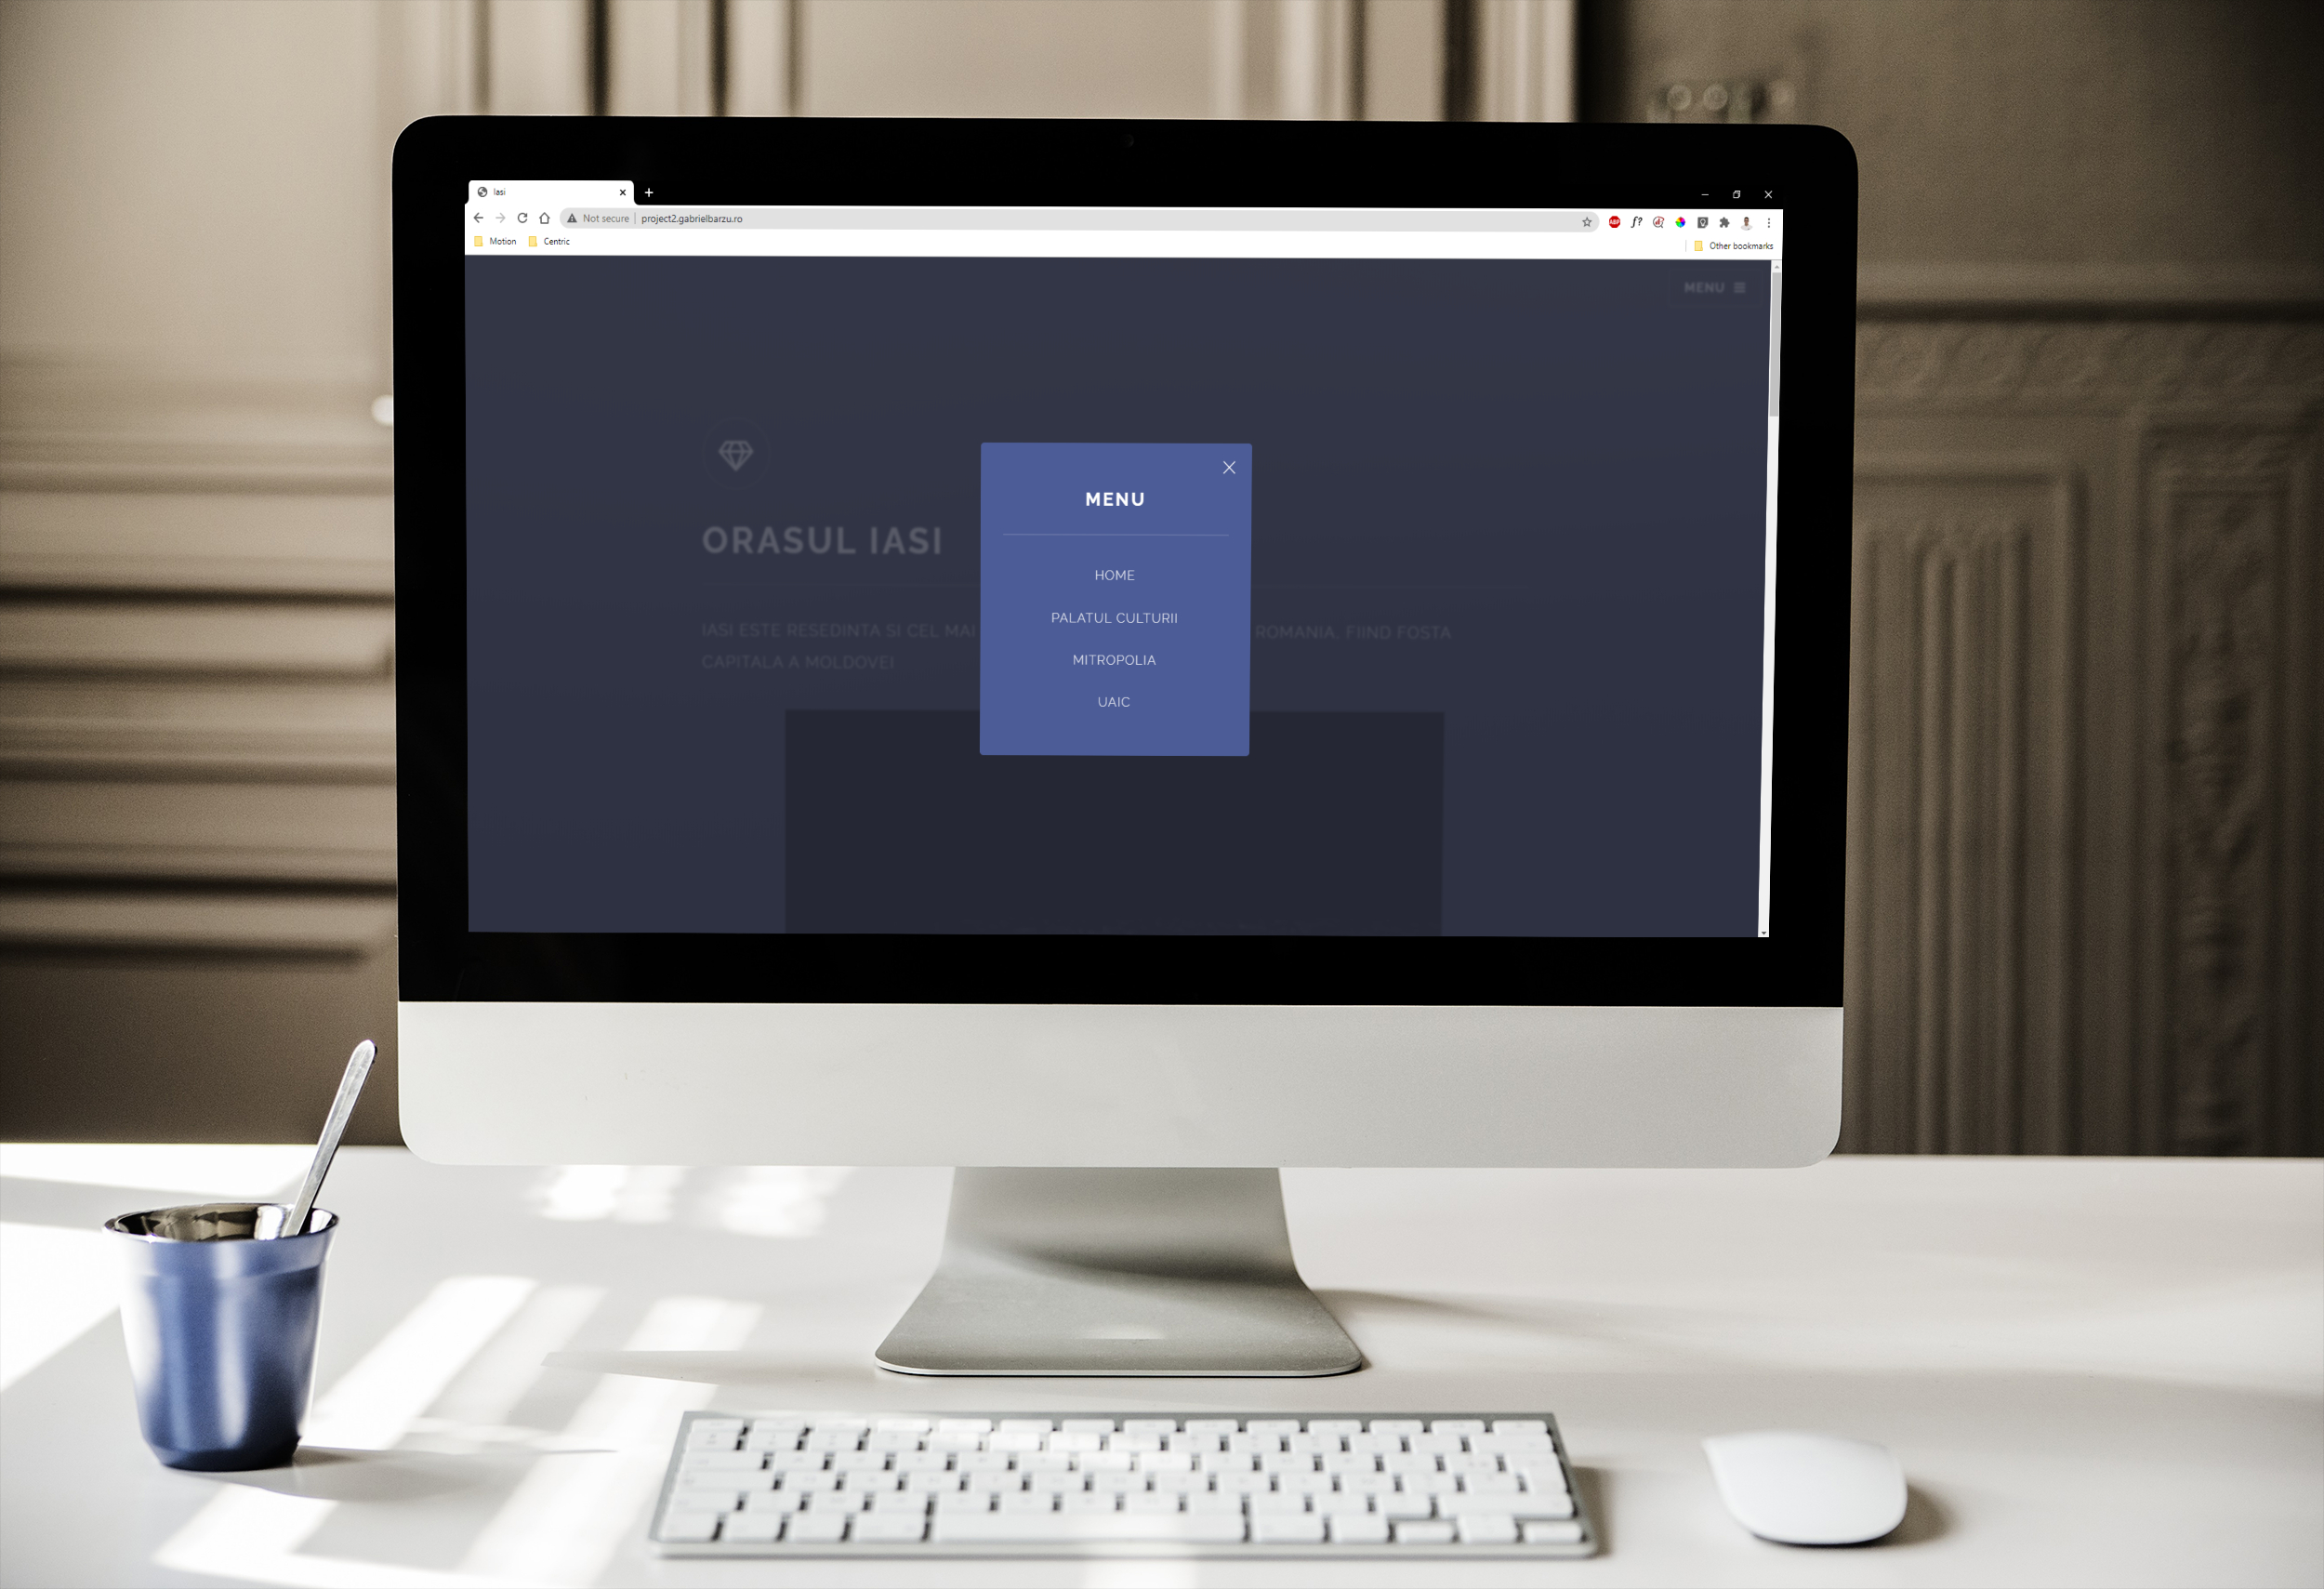 Iasi
Not secure project2.gabrielbarzu.ro
ABP f?
Motion Centric Other bookmarks
MENU
MENU
ORASUL IASI
HOME
PALATUL CULTURII
IASI ESTE RESEDINTA SI CEL MAI ROMANIA, FIIND FOSTA
CAPITALA A MOLDOVEI
MITROPOLIA
UAIC